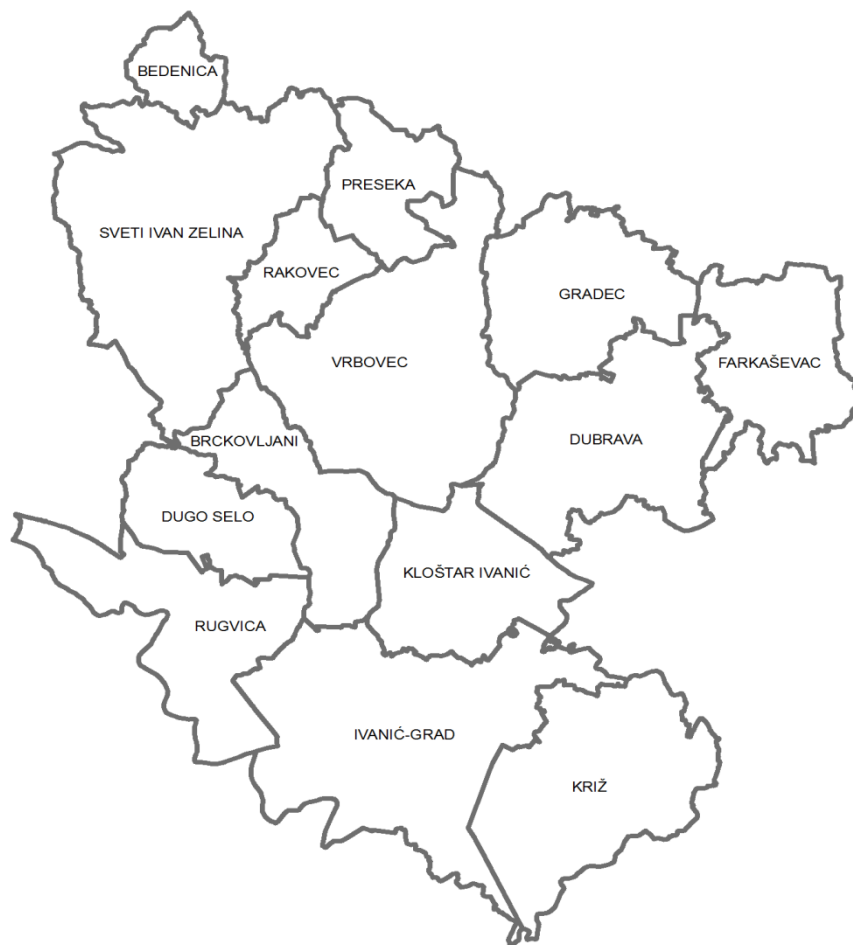 BEDENICA
PRESEKA
SVETI IVAN ZELINA
RAKOVEC
GRADEC
VRBOVEC
FARKAŠEVAC
BRCKOVLJANI
DUBRAVA
DUGO SELO
KLOŠTAR IVANIĆ
RUGVICA
IVANIĆ-GRAD
KRIŽ